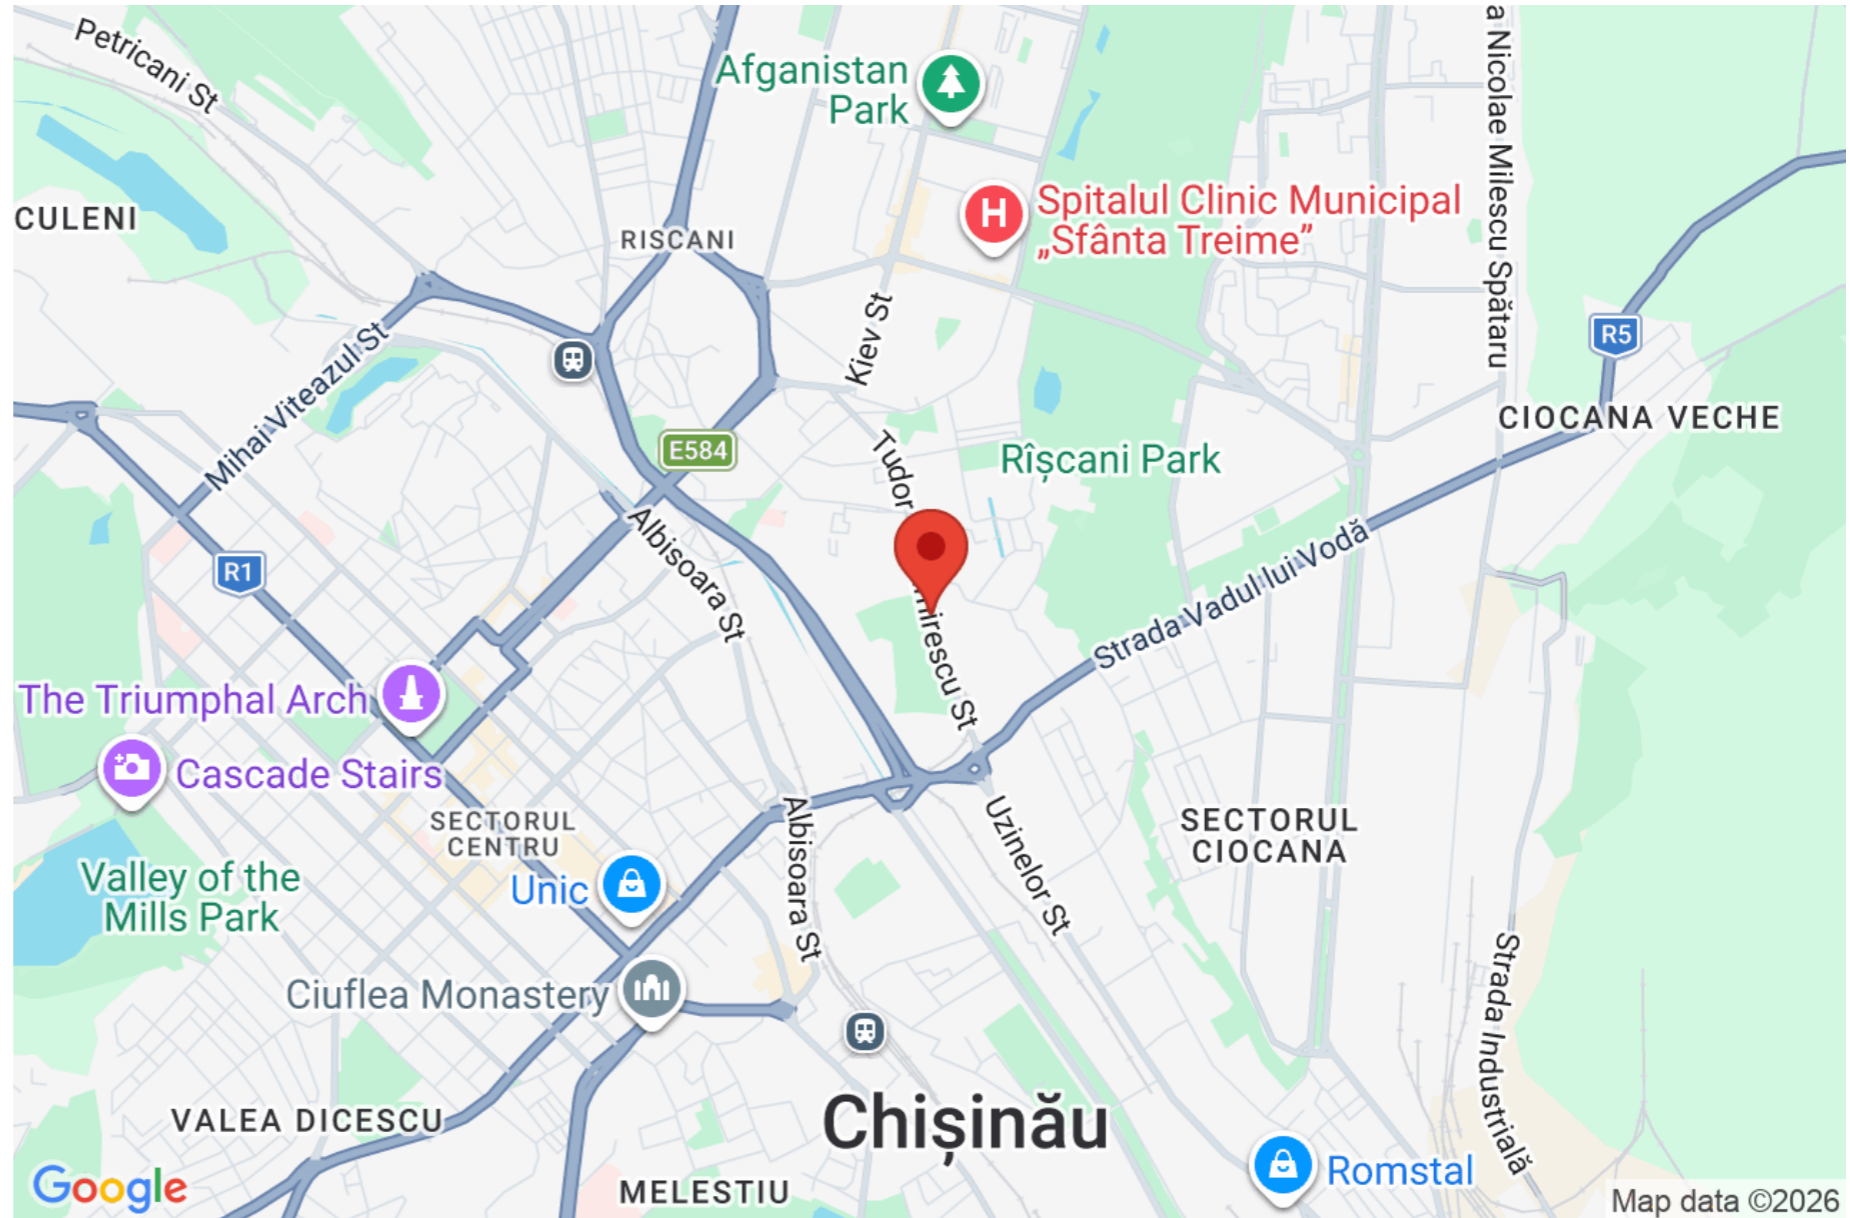 Petricani St
Afganistan
Park
a Nicolae Milescu Spătaru
CULENI
RISCANI
H
Spitalul Clinic Municipal
„Sfânta Treime”
Kiev St
Mihai Viteazul St
R5
CIOCANA VECHE
E584
Tudor
Rîșcani Park
Albisoara St
R1
Strada Vadul lui Vodă
mirescu St
The Triumphal Arch
Cascade Stairs
SECTORUL
CENTRU
Albisoara St
Uzinelor St
SECTORUL
CIOCANA
Valley of the
Mills Park
Unic
Ciuflea Monastery
Strada Industrială
VALEA DICESCU
Chișinău
MELESTIU
Romstal
Google
Map data ©2026